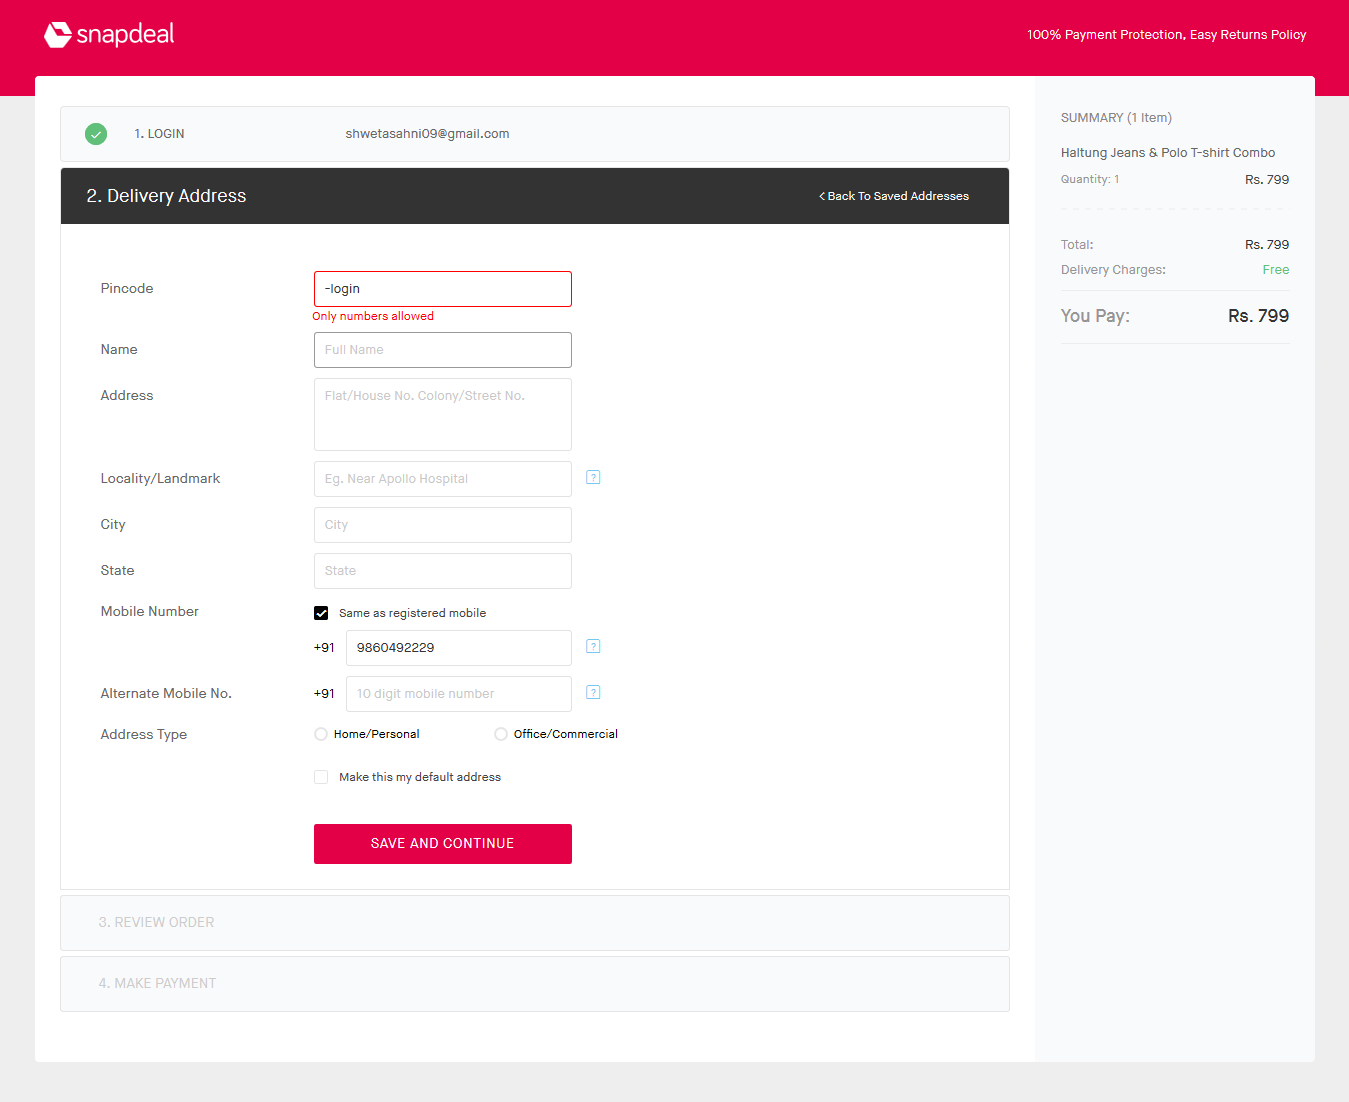 snapdeal
100% Payment Protection, Easy Returns Policy
1. LOGIN shwetasahni09@gmail.com
2. Delivery Address < Back To Saved Addresses
Pincode -login
Only numbers allowed
Name Full Name
Address Flat/House No. Colony/Street No.
Locality/Landmark Eg. Near Apollo Hospital ?
City City
State State
Mobile Number Same as registered mobile
+91 9860492229 ?
Alternate Mobile No. +91 10 digit mobile number ?
Address Type Home/Personal Office/Commercial
Make this my default address
SAVE AND CONTINUE
3. REVIEW ORDER
4. MAKE PAYMENT
SUMMARY (1 Item)
Haltung Jeans & Polo T-shirt Combo
Quantity: 1 Rs. 799
Total: Rs. 799
Delivery Charges: Free
You Pay: Rs. 799